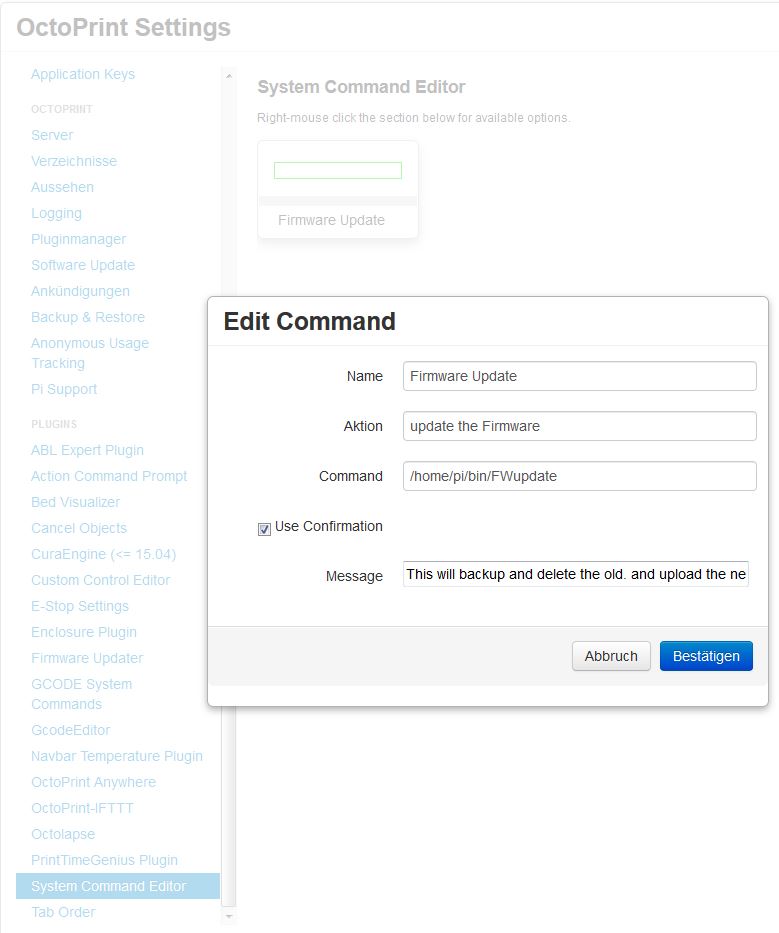 OctoPrint Settings
Application Keys
OCTOPRINT
Server
Verzeichnisse
Aussehen
Logging
Pluginmanager
Software Update
Ankündigungen
Backup & Restore
Anonymous Usage
Tracking
Pi Support
PLUGINS
ABL Expert Plugin
Action Command Prompt
Bed Visualizer
Cancel Objects
CuraEngine (<= 15.04)
Custom Control Editor
E-Stop Settings
Enclosure Plugin
Firmware Updater
GCODE System
Commands
GcodeEditor
Navbar Temperature Plugin
OctoPrint Anywhere
OctoPrint-IFTTT
Octolapse
PrintTimeGenius Plugin
System Command Editor
Tab Order
System Command Editor
Right-mouse click the section below for available options.
Firmware Update
Edit Command
Name Firmware Update
Aktion update the Firmware
Command /home/pi/bin/FWupdate
Use Confirmation
Message This will backup and delete the old. and upload the ne
Abbruch Bestätigen